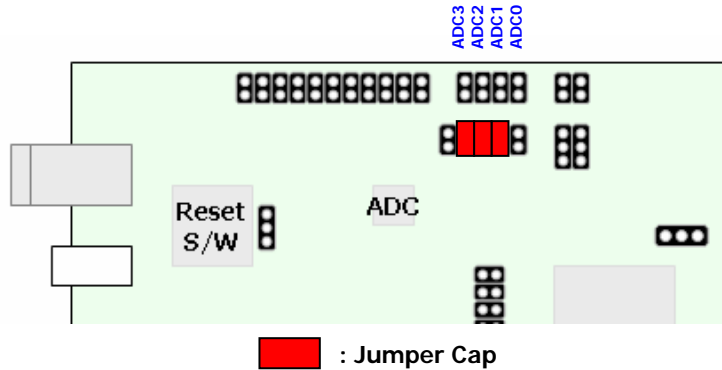 ADC3
ADC2
ADC1
ADC0
Reset
S/W
ADC
: Jumper Cap